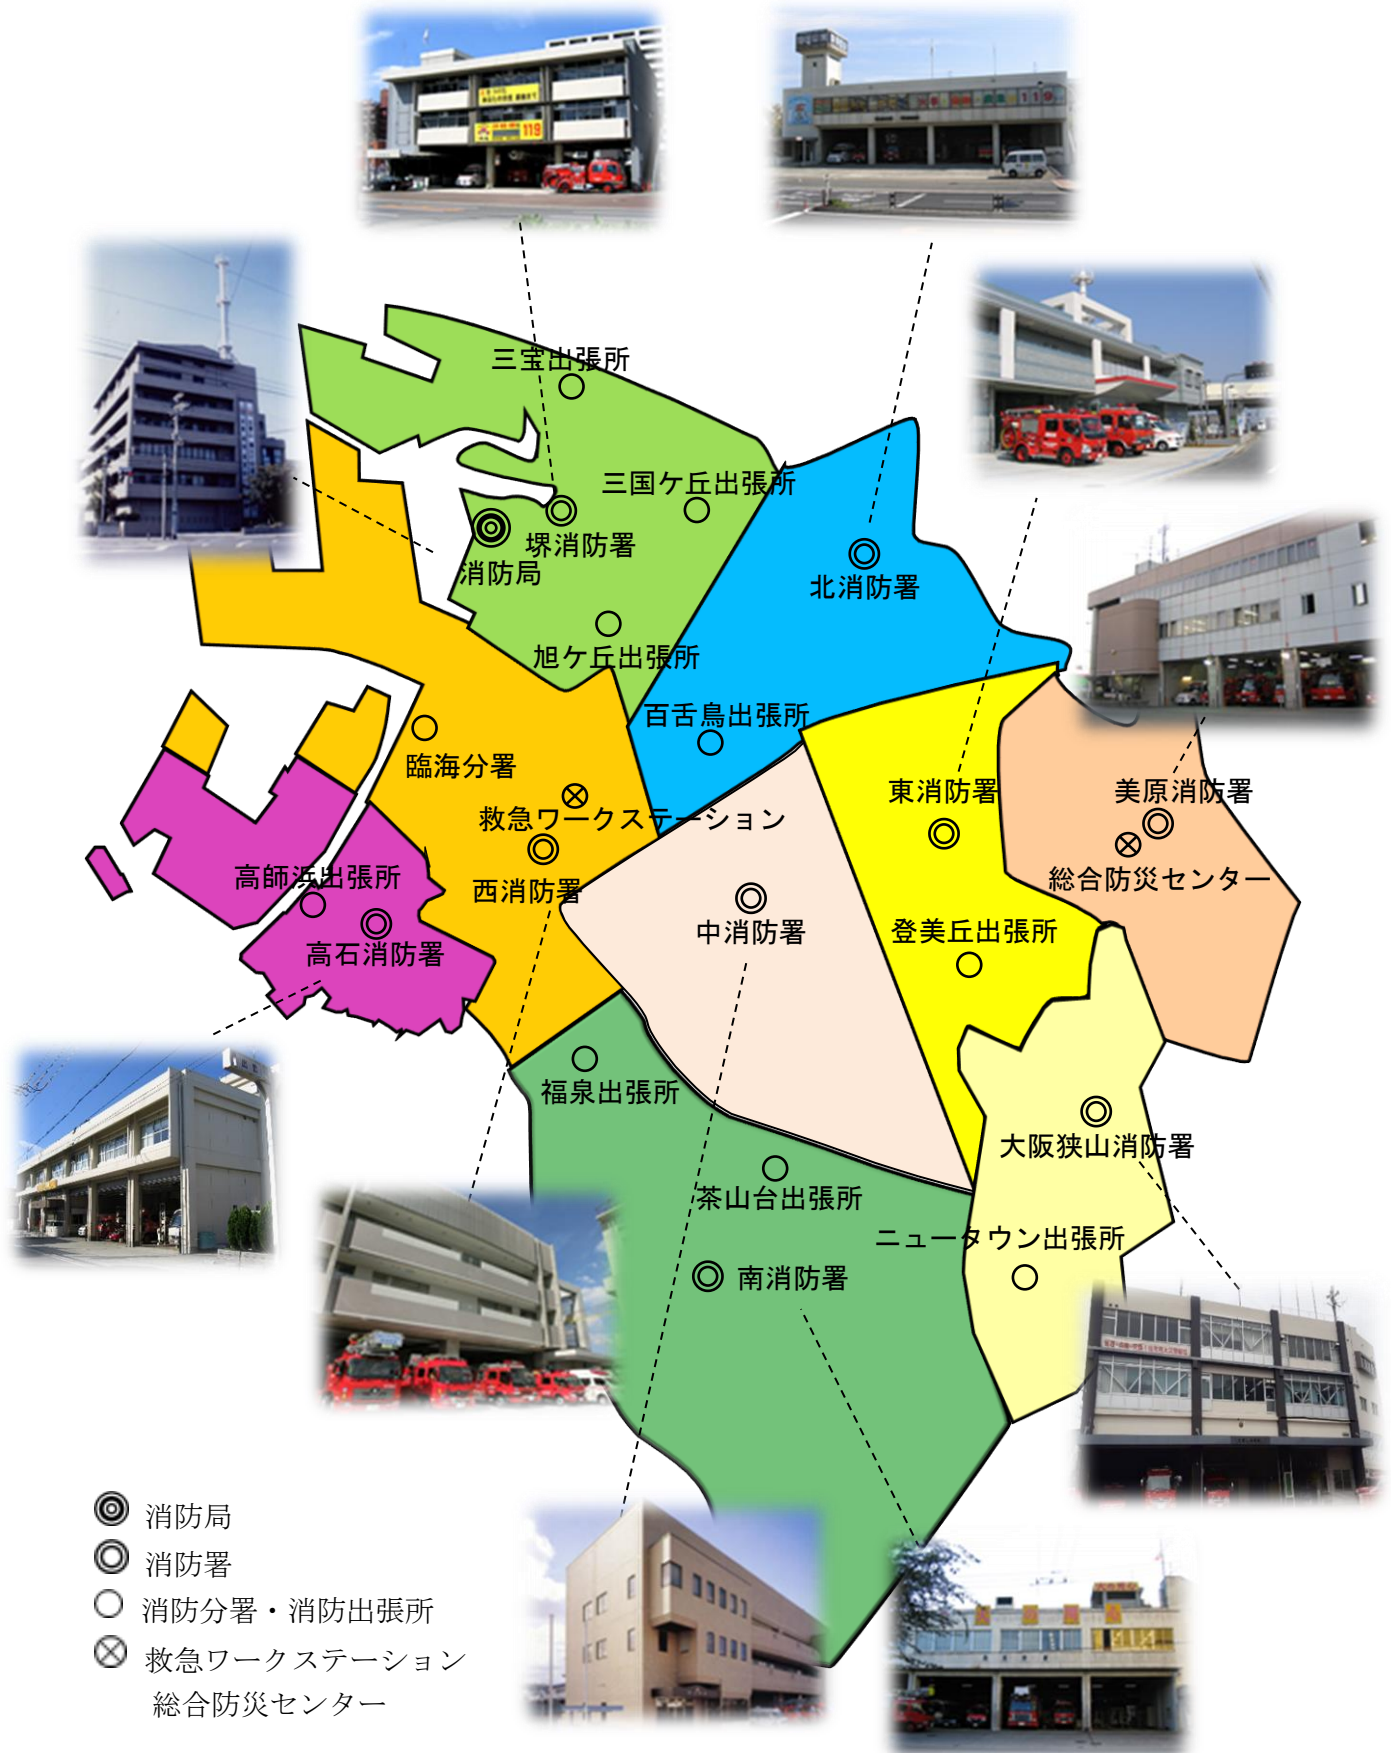 119
119
三宝出張所
三国ケ丘出張所
堺消防署
消防局
北消防署
旭ケ丘出張所
百舌鳥出張所
臨海分署
東消防署
美原消防署
救急ワークステーション
高師浜出張所
西消防署
総合防災センター
中消防署
登美丘出張所
高石消防署
福泉出張所
大阪狭山消防署
茶山台出張所
ニュータウン出張所
南消防署
消防局
消防署
消防分署・消防出張所
救急ワークステーション
総合防災センター